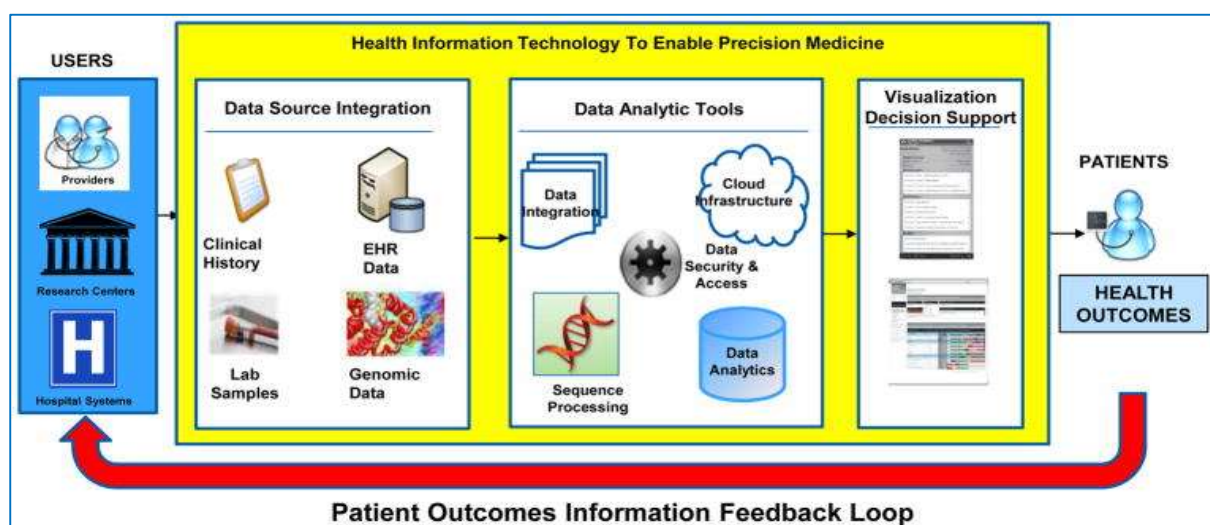 Health Information Technology To Enable Precision Medicine
USERS
Providers
Research Centers
Hospital Systems
Data Source Integration
Clinical
History
EHR
Data
Lab
Samples
Genomic
Data
Data Analytic Tools
Data
Integration
Cloud
Infrastructure
Data
Security &
Access
Sequence
Processing
Data
Analytics
Visualization
Decision Support
PATIENTS
HEALTH
OUTCOMES
H
Patient Outcomes Information Feedback Loop